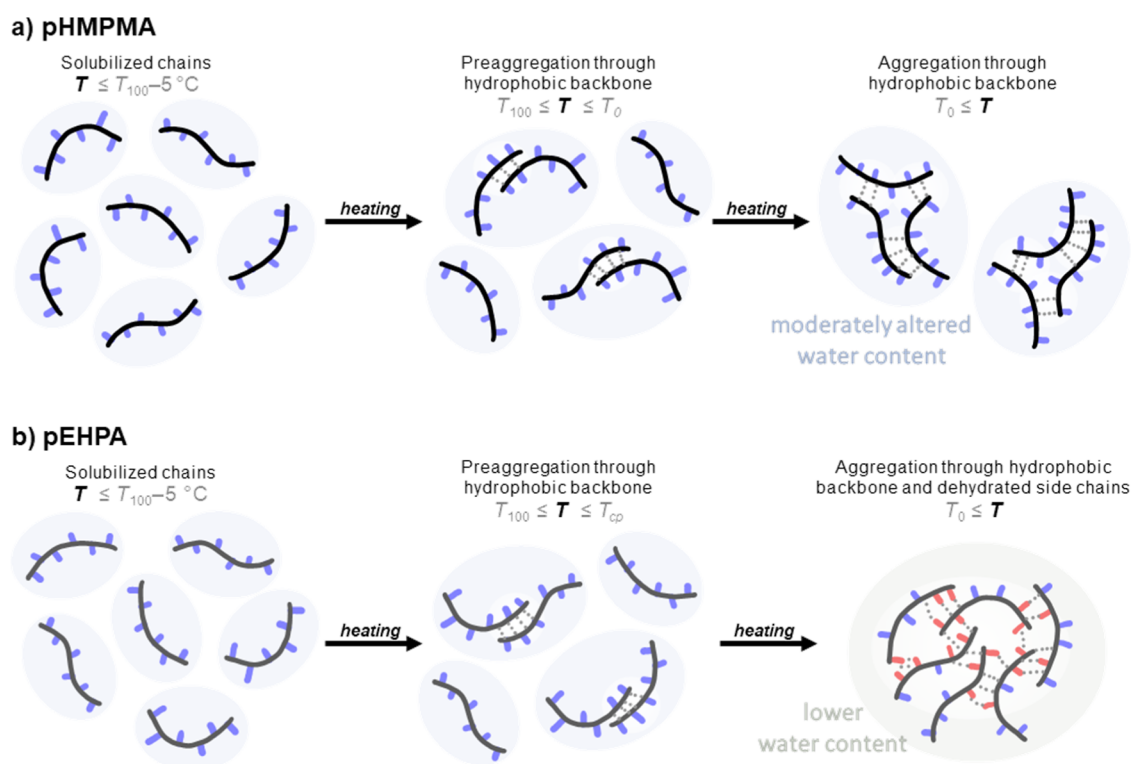 a) pHMPMA
Solubilized chains
T ≤ T100–5 °C
heating
Preaggregation through
hydrophobic backbone
T100 ≤ T ≤ T0
heating
Aggregation through
hydrophobic backbone
T0 ≤ T
moderately altered
water content
b) pEHPA
Solubilized chains
T ≤ T100–5 °C
heating
Preaggregation through
hydrophobic backbone
T100 ≤ T ≤ Tcp
heating
Aggregation through hydrophobic
backbone and dehydrated side chains
T0 ≤ T
lower
water content